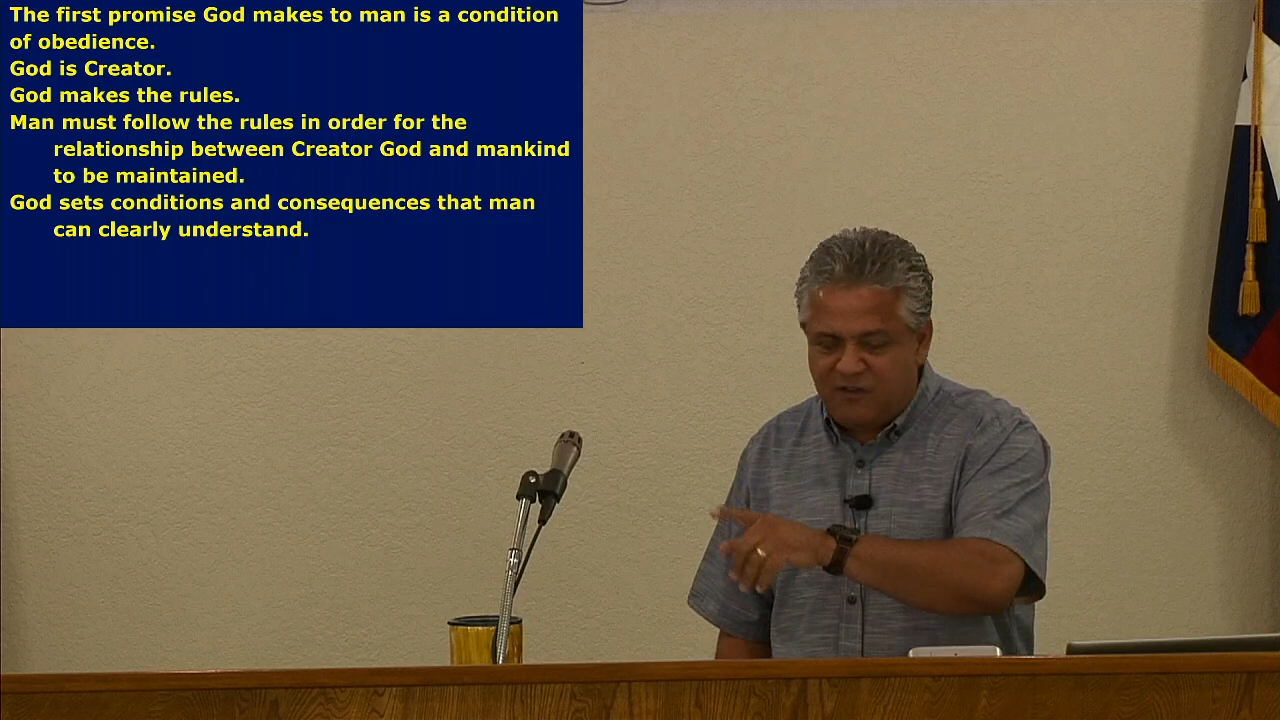 The first promise God makes to man is a condition
of obedience.
God is Creator.
God makes the rules.
Man must follow the rules in order for the
relationship between Creator God and mankind
to be maintained.
God sets conditions and consequences that man
can clearly understand.